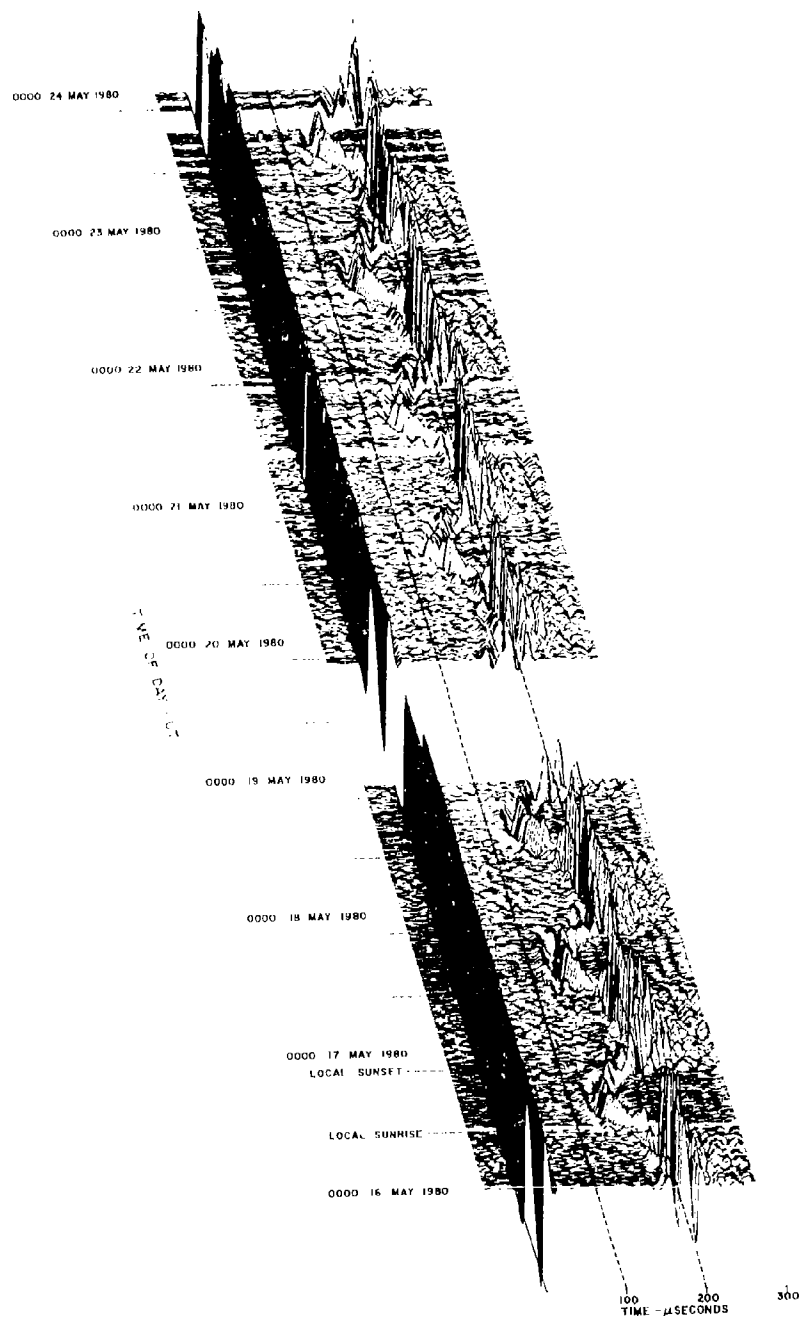 0000 24 MAY 1980
0000 23 MAY 1980
0000 22 MAY 1980
0000 21 MAY 1980
0000 20 MAY 1980
0000 19 MAY 1980
0000 18 MAY 1980
0000 17 MAY 1980
LOCAL SUNSET
LOCAL SUNRISE
0000 16 MAY 1980
100 200 300
TIME - μSECONDS